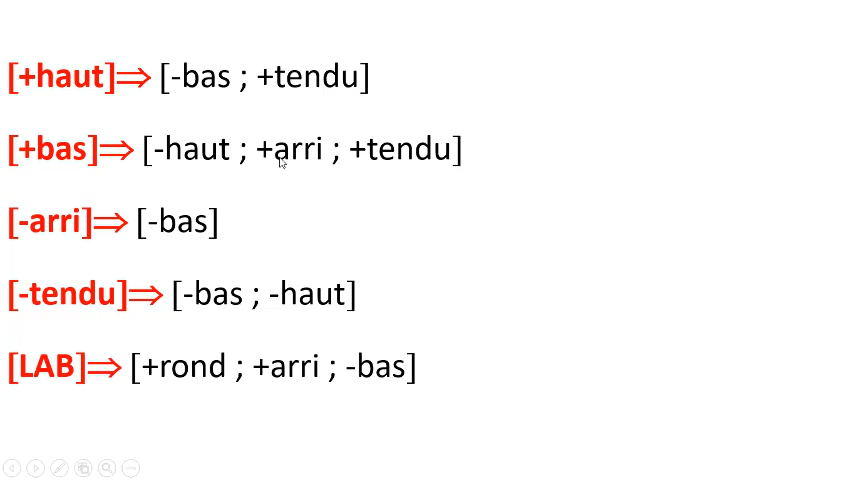 [+haut]⇒ [-bas ; +tendu]
[+bas]⇒ [-haut ; +arri ; +tendu]
[-arri]⇒ [-bas]
[-tendu]⇒ [-bas ; -haut]
[LAB]⇒ [+rond ; +arri ; -bas]